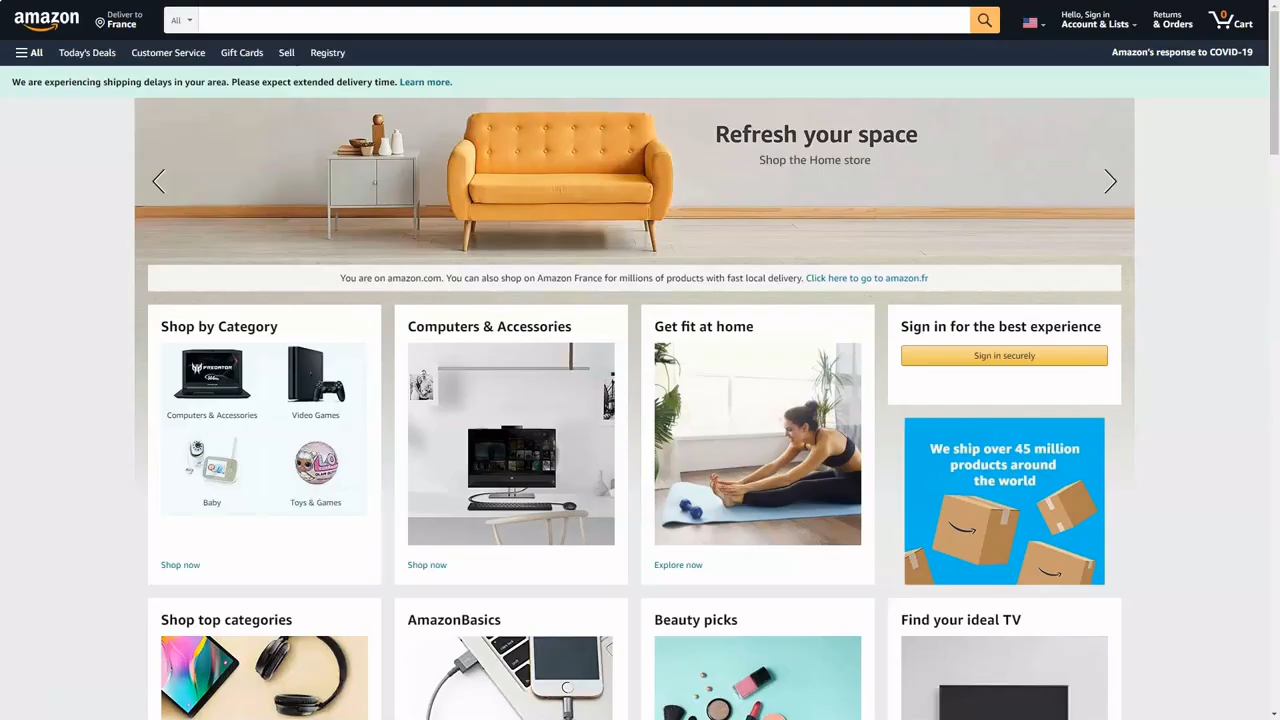 amazon
Deliver to
France
All
Hello, Sign in
Account & Lists
Returns
& Orders
0
Cart
All
Today's Deals
Customer Service
Gift Cards
Sell
Registry
Amazon's response to COVID-19
We are experiencing shipping delays in your area. Please expect extended delivery time. Learn more.
Refresh your space
Shop the Home store
You are on amazon.com. You can also shop on Amazon France for millions of products with fast local delivery. Click here to go to amazon.fr
Shop by Category
PREDATOR
Computers & Accessories
Video Games
Baby
Toys & Games
Shop now
Computers & Accessories
Shop now
Get fit at home
Explore now
Sign in for the best experience
Sign in securely
We ship over 45 million
products around
the world
Shop top categories
AmazonBasics
Beauty picks
Find your ideal TV